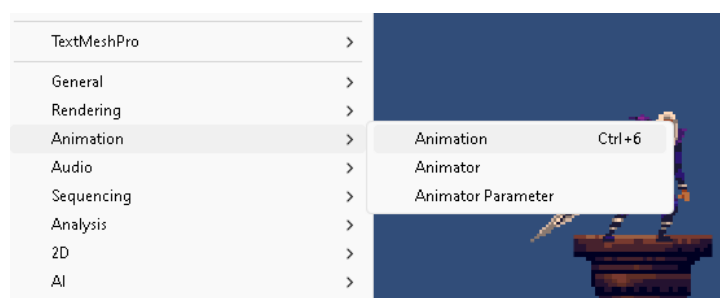 TextMeshPro
General
Rendering
Animation
Audio
Sequencing
Analysis
2D
AI
Animation Ctrl+6
Animator
Animator Parameter